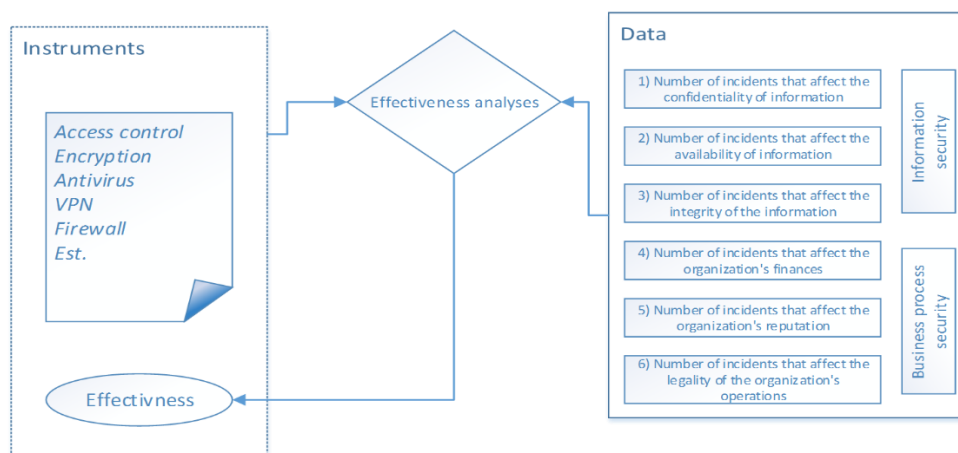 Instruments
Access control
Encryption
Antivirus
VPN
Firewall
Est.
Effectivness
Effectiveness analyses
Data
1) Number of incidents that affect the
confidentiality of information
2) Number of incidents that affect the
availability of information
3) Number of incidents that affect the
integrity of the information
4) Number of incidents that affect the
organization's finances
5) Number of incidents that affect the
organization's reputation
6) Number of incidents that affect the
legality of the organization's
operations
Information
security
Business process
security